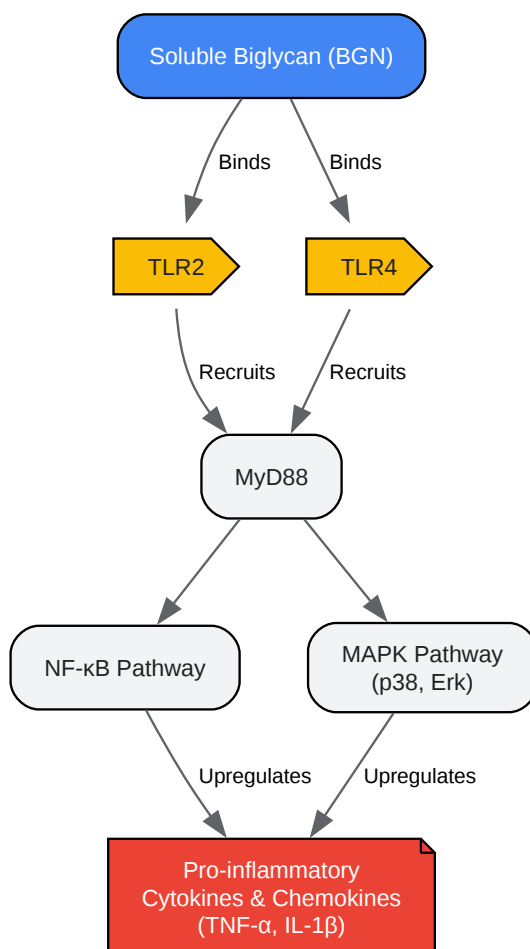 Soluble Biglycan (BGN)
Binds
Binds
TLR2
TLR4
Recruits
Recruits
MyD88
NF-κB Pathway
MAPK Pathway
(p38, Erk)
Upregulates
Upregulates
Pro-inflammatory
Cytokines & Chemokines
(TNF-α, IL-1β)